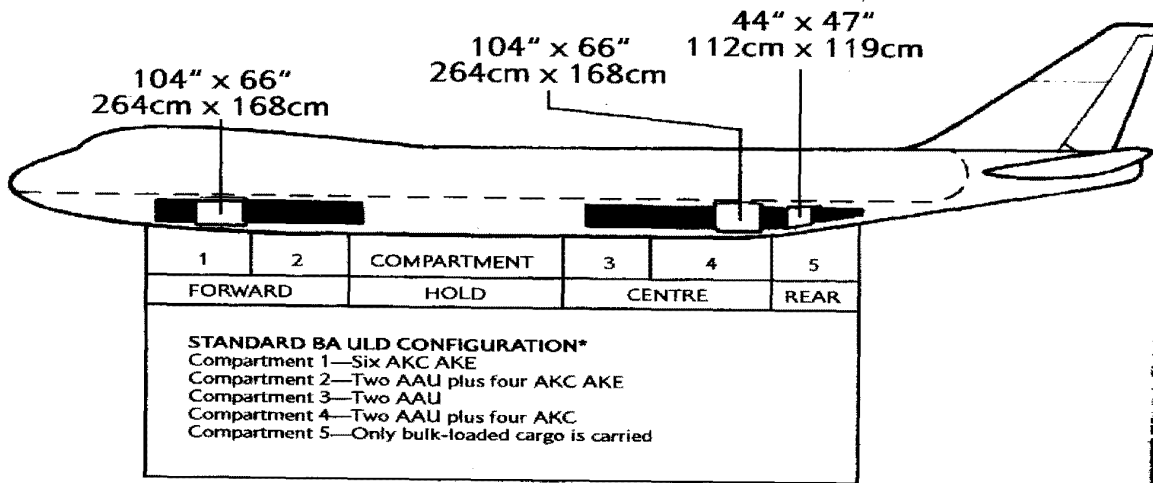 44" x 47"
112cm x 119cm
104" x 66"
264cm x 168cm
104" x 66"
264cm x 168cm
1 2 COMPARTMENT 3 4 5
FORWARD HOLD CENTRE REAR
STANDARD BA ULD CONFIGURATION*
Compartment 1—Six AKC AKE
Compartment 2—Two AAU plus four AKC AKE
Compartment 3—Two AAU
Compartment 4—Two AAU plus four AKC
Compartment 5—Only bulk-loaded cargo is carried